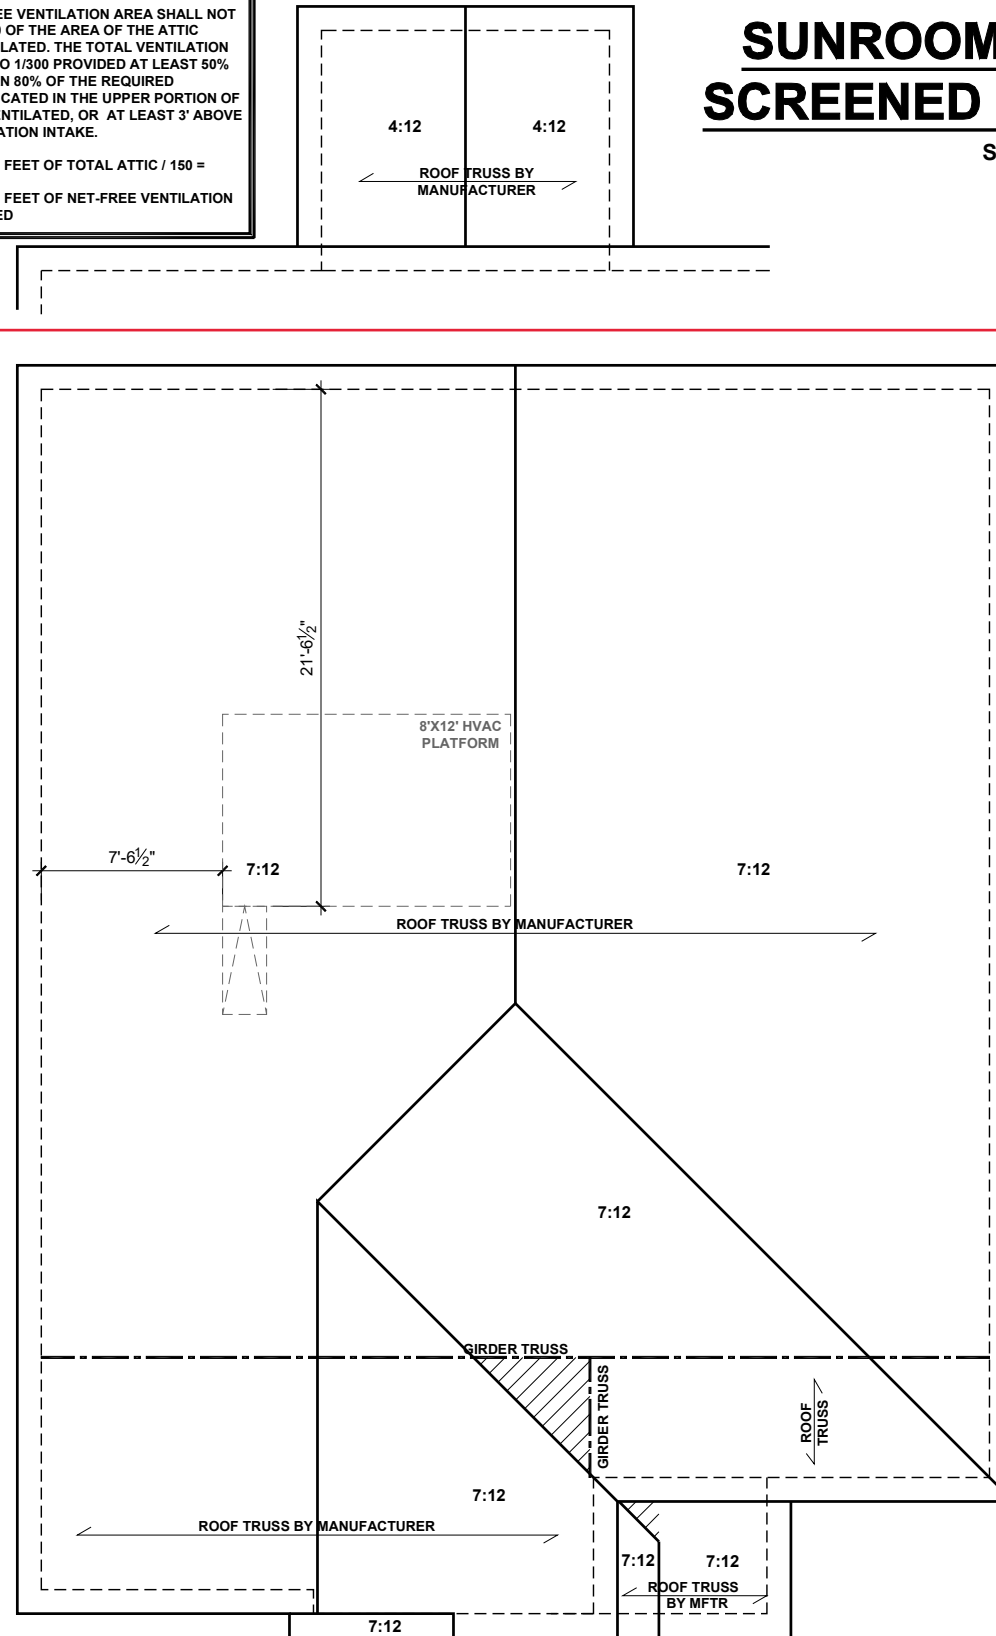 EE VENTILATION AREA SHALL NOT
OF THE AREA OF THE ATTIC
LATED. THE TOTAL VENTILATION
O 1/300 PROVIDED AT LEAST 50%
N 80% OF THE REQUIRED
CATED IN THE UPPER PORTION OF
ENTILATED, OR AT LEAST 3' ABOVE
ATION INTAKE.
FEET OF TOTAL ATTIC / 150 =
FEET OF NET-FREE VENTILATION
ED
SUNROOM
SCREENED
S
4:12
4:12
ROOF TRUSS BY
MANUFACTURER
21'-6½"
8'X12' HVAC
PLATFORM
7'-6½"
7:12
7:12
ROOF TRUSS BY MANUFACTURER
7:12
GIRDER TRUSS
GIRDER TRUSS
ROOF
TRUSS
7:12
ROOF TRUSS BY MANUFACTURER
7:12
7:12
ROOF TRUSS
BY MFTR
7:12